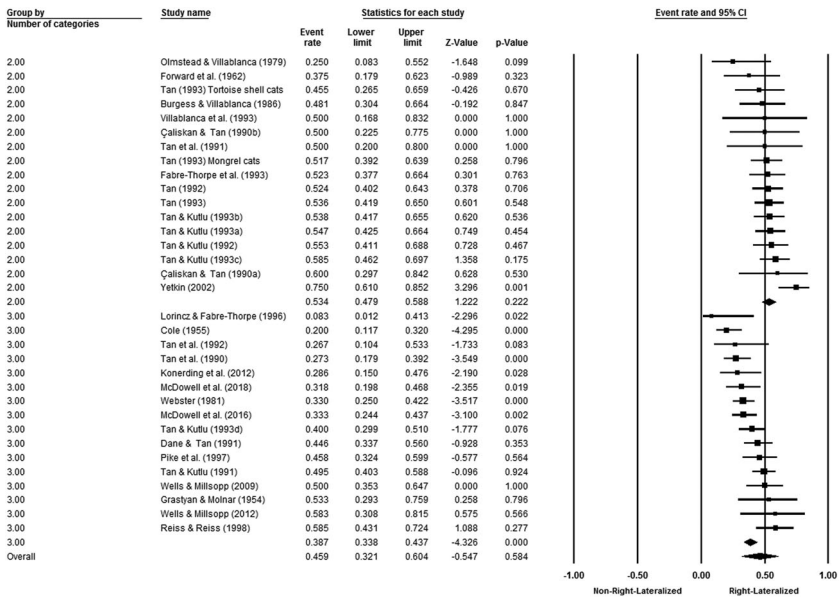 Group by Study name Statistics for each study Event rate and 95% CI
Number of categories
Event rate Lower limit Upper limit Z-Value p-Value
2.00 Olmstead & Villablanca (1979) 0.250 0.083 0.552 -1.648 0.099
2.00 Forward et al. (1962) 0.375 0.179 0.623 -0.989 0.323
2.00 Tan (1993) Tortoise shell cats 0.455 0.265 0.659 -0.426 0.670
2.00 Burgess & Villablanca (1986) 0.481 0.304 0.664 -0.192 0.847
2.00 Villablanca et al. (1993) 0.500 0.168 0.832 0.000 1.000
2.00 Çaliskan & Tan (1990b) 0.500 0.225 0.775 0.000 1.000
2.00 Tan et al. (1991) 0.500 0.200 0.800 0.000 1.000
2.00 Tan (1993) Mongrel cats 0.517 0.392 0.639 0.258 0.796
2.00 Fabre-Thorpe et al. (1993) 0.523 0.377 0.664 0.301 0.763
2.00 Tan (1992) 0.524 0.402 0.643 0.378 0.706
2.00 Tan (1993) 0.536 0.419 0.650 0.601 0.548
2.00 Tan & Kutlu (1993b) 0.538 0.417 0.655 0.620 0.536
2.00 Tan & Kutlu (1993a) 0.547 0.425 0.664 0.749 0.454
2.00 Tan & Kutlu (1992) 0.553 0.411 0.688 0.728 0.467
2.00 Tan & Kutlu (1993c) 0.585 0.462 0.697 1.358 0.175
2.00 Çaliskan & Tan (1990a) 0.600 0.297 0.842 0.628 0.530
2.00 Yetkin (2002) 0.750 0.610 0.852 3.296 0.001
2.00 0.534 0.479 0.588 1.222 0.222
3.00 Lorincz & Fabre-Thorpe (1996) 0.083 0.012 0.413 -2.296 0.022
3.00 Cole (1955) 0.200 0.117 0.320 -4.295 0.000
3.00 Tan et al. (1992) 0.267 0.104 0.533 -1.733 0.083
3.00 Tan et al. (1990) 0.273 0.179 0.392 -3.549 0.000
3.00 Konerding et al. (2012) 0.286 0.150 0.476 -2.190 0.028
3.00 McDowell et al. (2018) 0.318 0.198 0.468 -2.355 0.019
3.00 Webster (1981) 0.330 0.250 0.422 -3.517 0.000
3.00 McDowell et al. (2016) 0.333 0.244 0.437 -3.100 0.002
3.00 Tan & Kutlu (1993d) 0.400 0.299 0.510 -1.777 0.076
3.00 Dane & Tan (1991) 0.446 0.337 0.560 -0.928 0.353
3.00 Pike et al. (1997) 0.458 0.324 0.599 -0.577 0.564
3.00 Tan & Kutlu (1991) 0.495 0.403 0.588 -0.096 0.924
3.00 Wells & Millsopp (2009) 0.500 0.353 0.647 0.000 1.000
3.00 Grastyan & Molnar (1954) 0.533 0.293 0.759 0.258 0.796
3.00 Wells & Millsopp (2012) 0.583 0.308 0.815 0.575 0.566
3.00 Reiss & Reiss (1998) 0.585 0.431 0.724 1.088 0.277
3.00 0.387 0.338 0.437 -4.326 0.000
Overall 0.459 0.321 0.604 -0.547 0.584
-1.00 -0.50 0.00 0.50 1.00
Non-Right-Lateralized Right-Lateralized